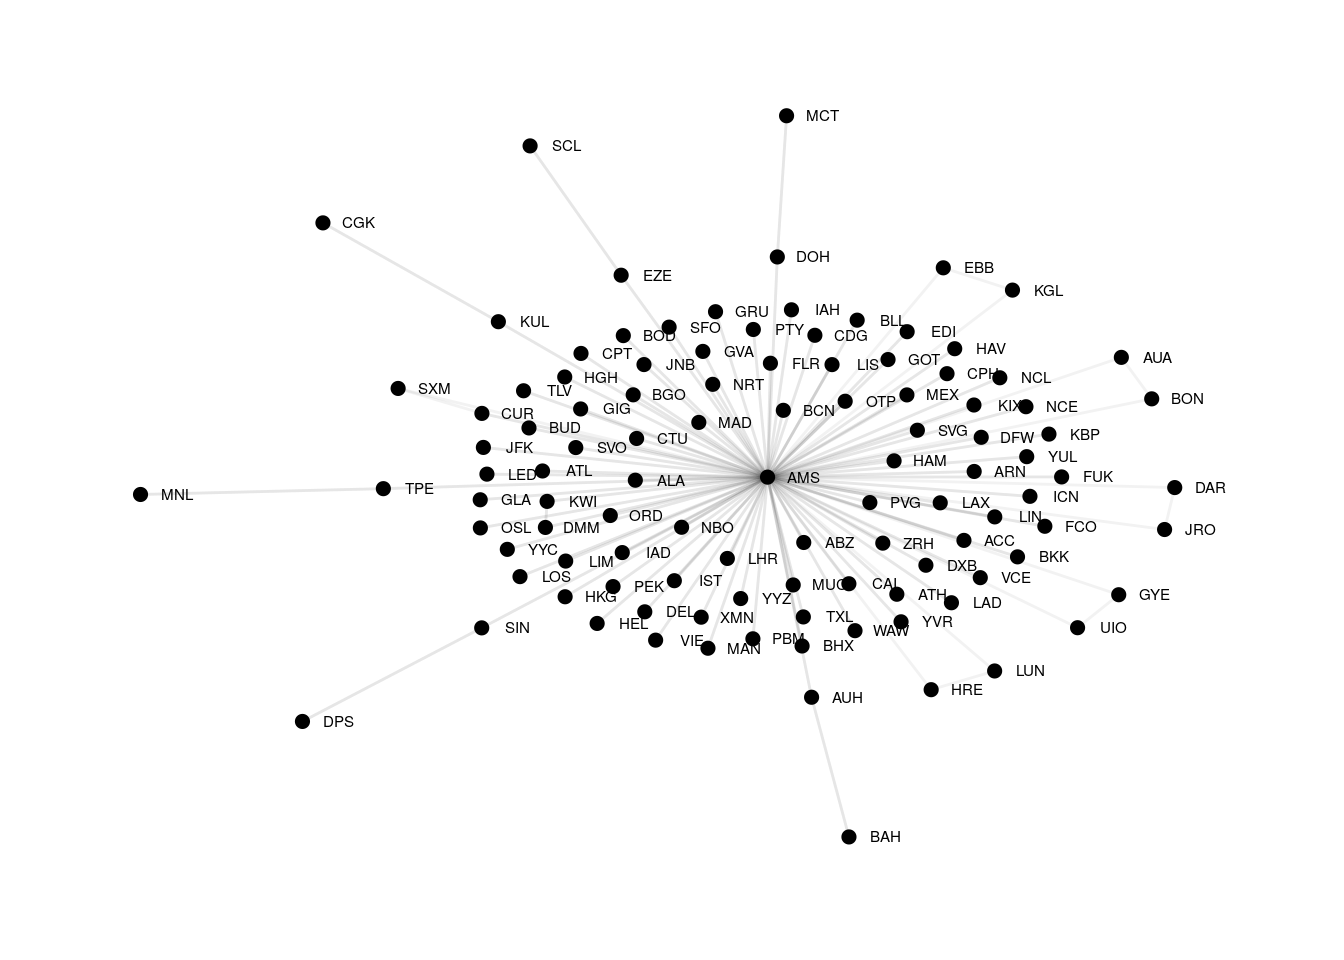 MCT
SCL
CGK
DOH
EBB
EZE
KGL
GRU
IAH
KUL
BLL
SFO
PTY
EDI
BOD
CDG
HAV
CPT
GVA
AUA
GOT
JNB
FLR
LIS
CPH
HGH
NCL
NRT
SXM
TLV
BGO
MEX
BON
OTP
KIX
NCE
GIG
BCN
CUR
MAD
BUD
SVG
KBP
CTU
DFW
JFK
SVO
YUL
HAM
ATL
ARN
LED
FUK
AMS
ALA
DAR
TPE
MNL
ICN
GLA
KWI
PVG
LAX
ORD
LIN
FCO
OSL
DMM
NBO
JRO
ACC
ABZ
ZRH
YYC
IAD
BKK
LHR
LIM
DXB
LOS
VCE
IST
MUC
CAI
PEK
ATH
GYE
HKG
YYZ
LAD
DEL
XMN
TXL
YVR
HEL
SIN
UIO
WAW
PBM
VIE
BHX
MAN
LUN
HRE
AUH
DPS
BAH